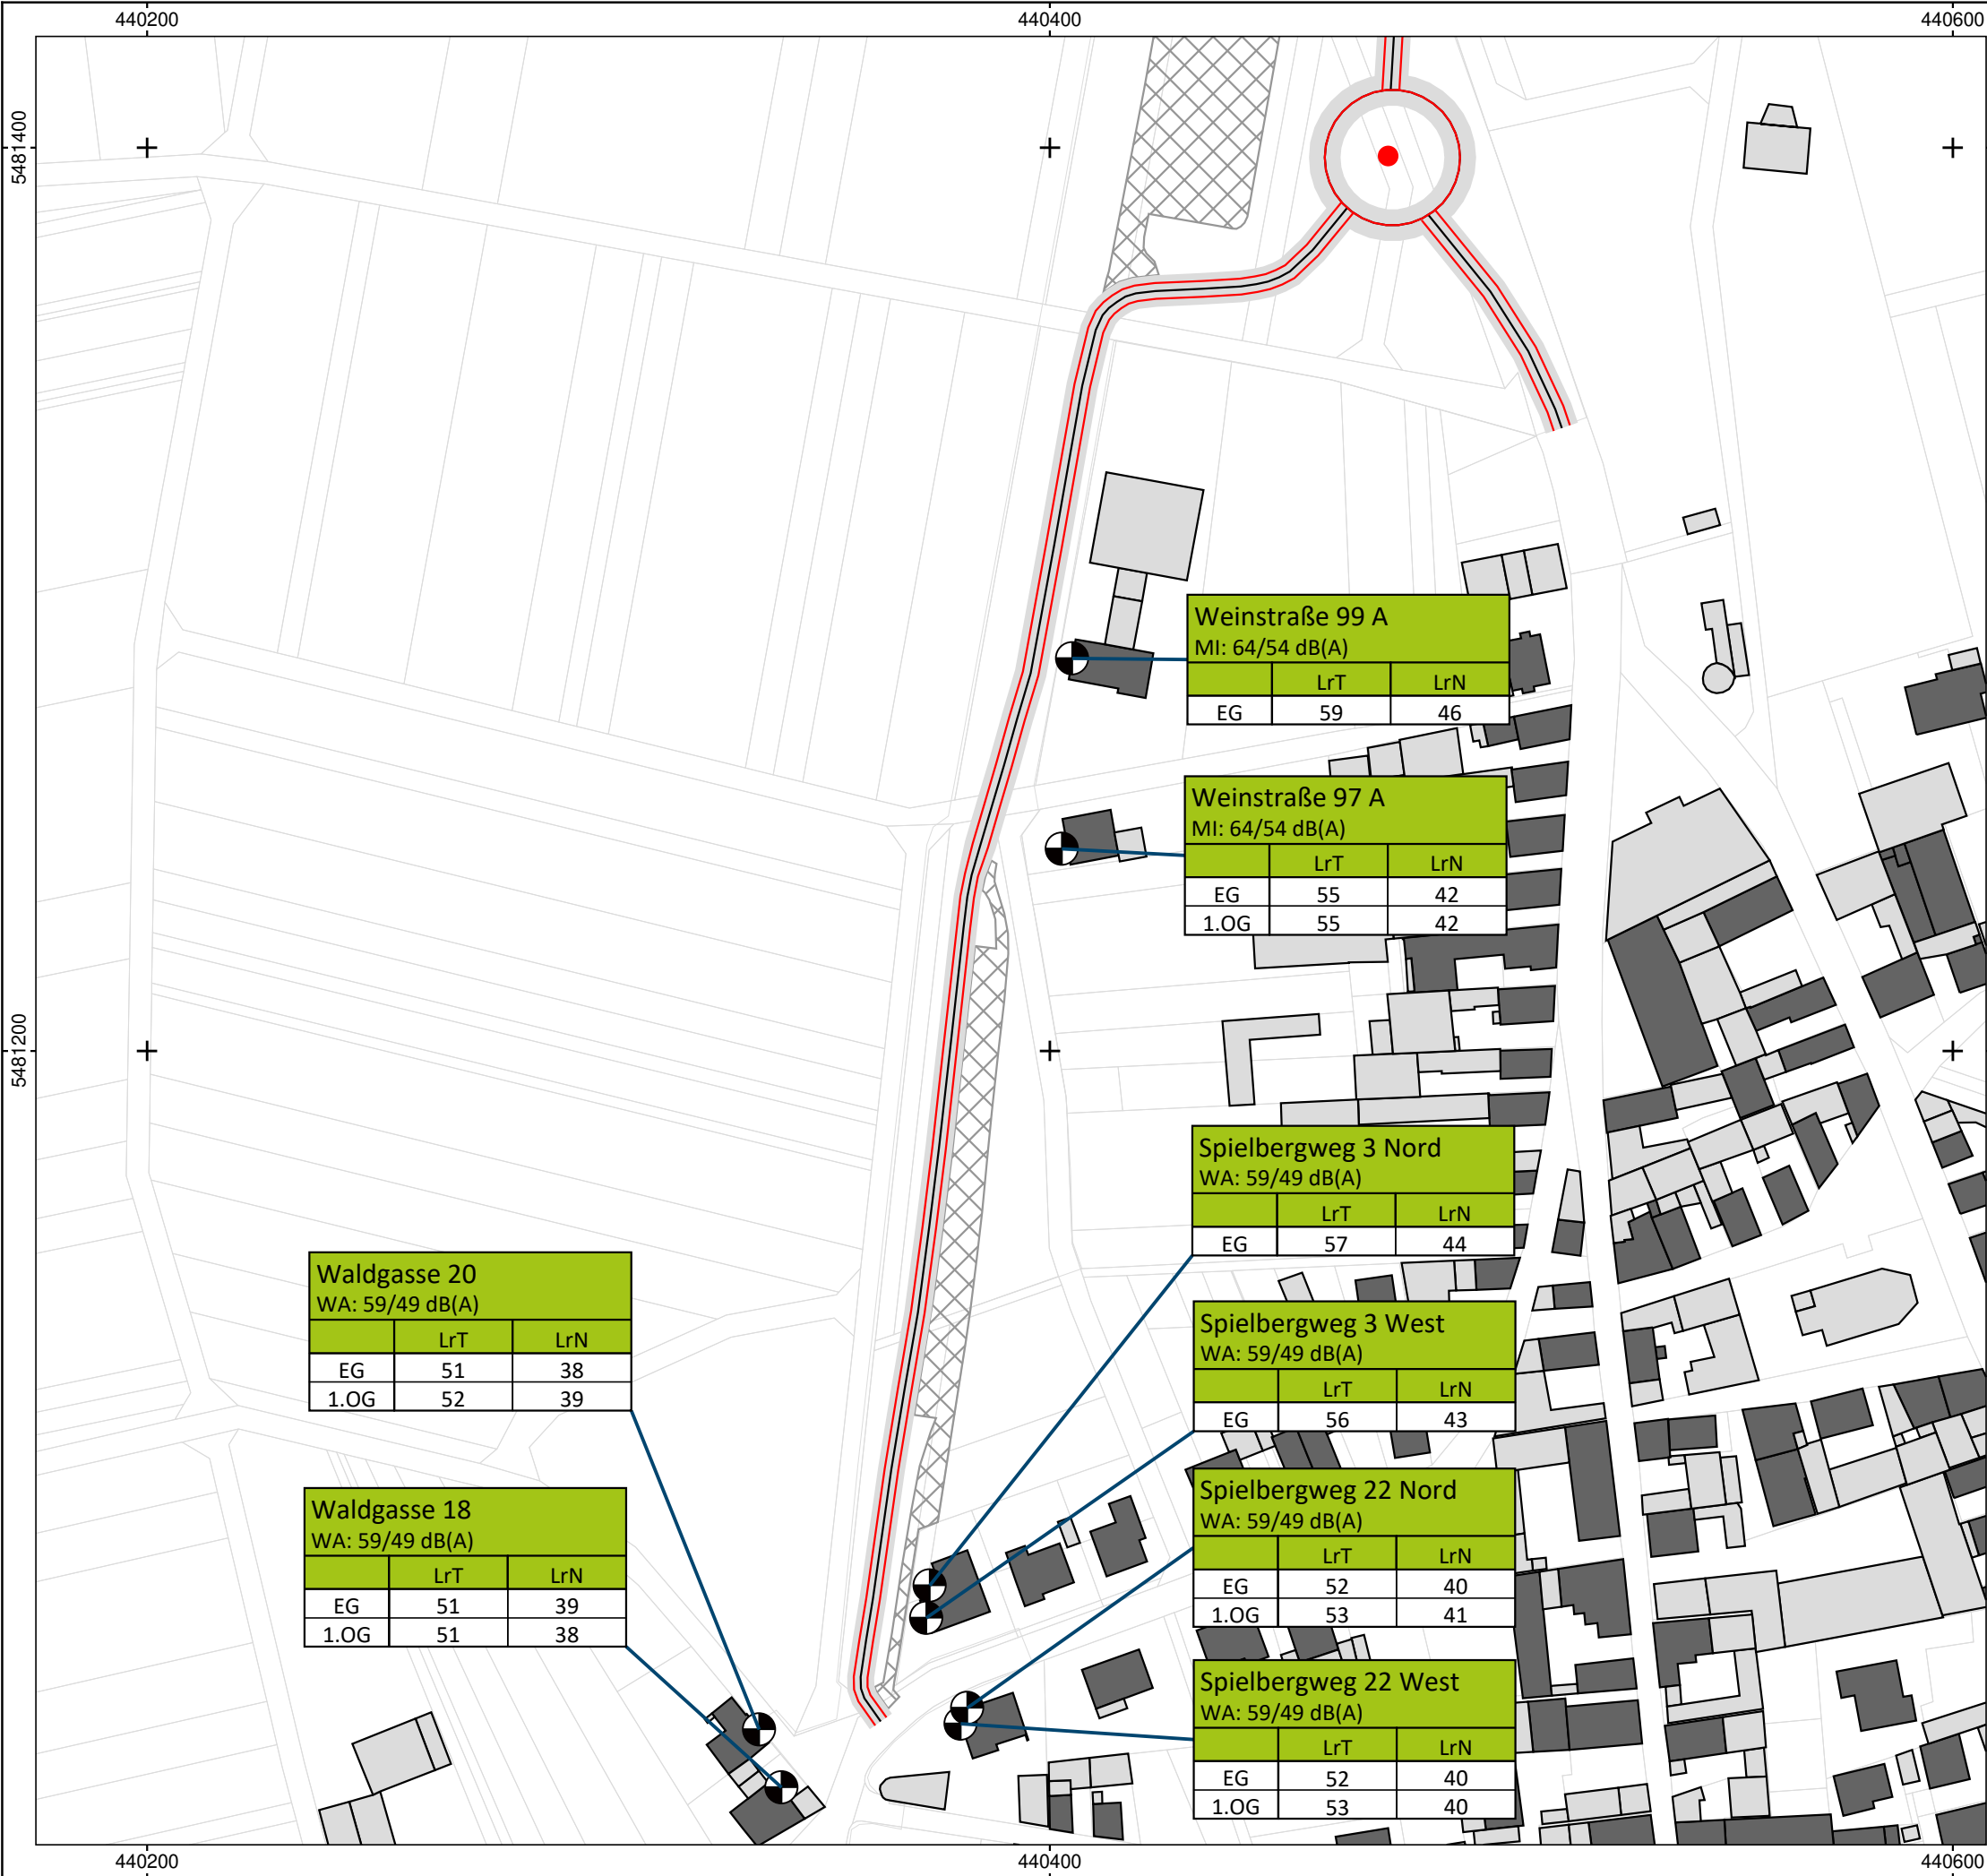 440200 440400 440600
5481400
Weinstraße 99 A
MI: 64/54 dB(A)
LrT LrN
EG 59 46
Weinstraße 97 A
MI: 64/54 dB(A)
LrT LrN
EG 55 42
1.OG 55 42
5481200
Spielbergweg 3 Nord
WA: 59/49 dB(A)
LrT LrN
EG 57 44
Waldgasse 20
WA: 59/49 dB(A)
LrT LrN
EG 51 38
1.OG 52 39
Spielbergweg 3 West
WA: 59/49 dB(A)
LrT LrN
EG 56 43
Waldgasse 18
WA: 59/49 dB(A)
LrT LrN
EG 51 39
1.OG 51 38
Spielbergweg 22 Nord
WA: 59/49 dB(A)
LrT LrN
EG 52 40
1.OG 53 41
Spielbergweg 22 West
WA: 59/49 dB(A)
LrT LrN
EG 52 40
1.OG 53 40
440200 440400 440600